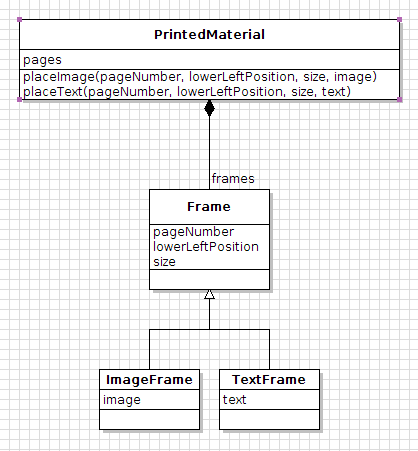 PrintedMaterial
pages
placeImage(pageNumber, lowerLeftPosition, size, image)
placeText(pageNumber, lowerLeftPosition, size, text)
frames
Frame
pageNumber
lowerLeftPosition
size
ImageFrame
image
TextFrame
text